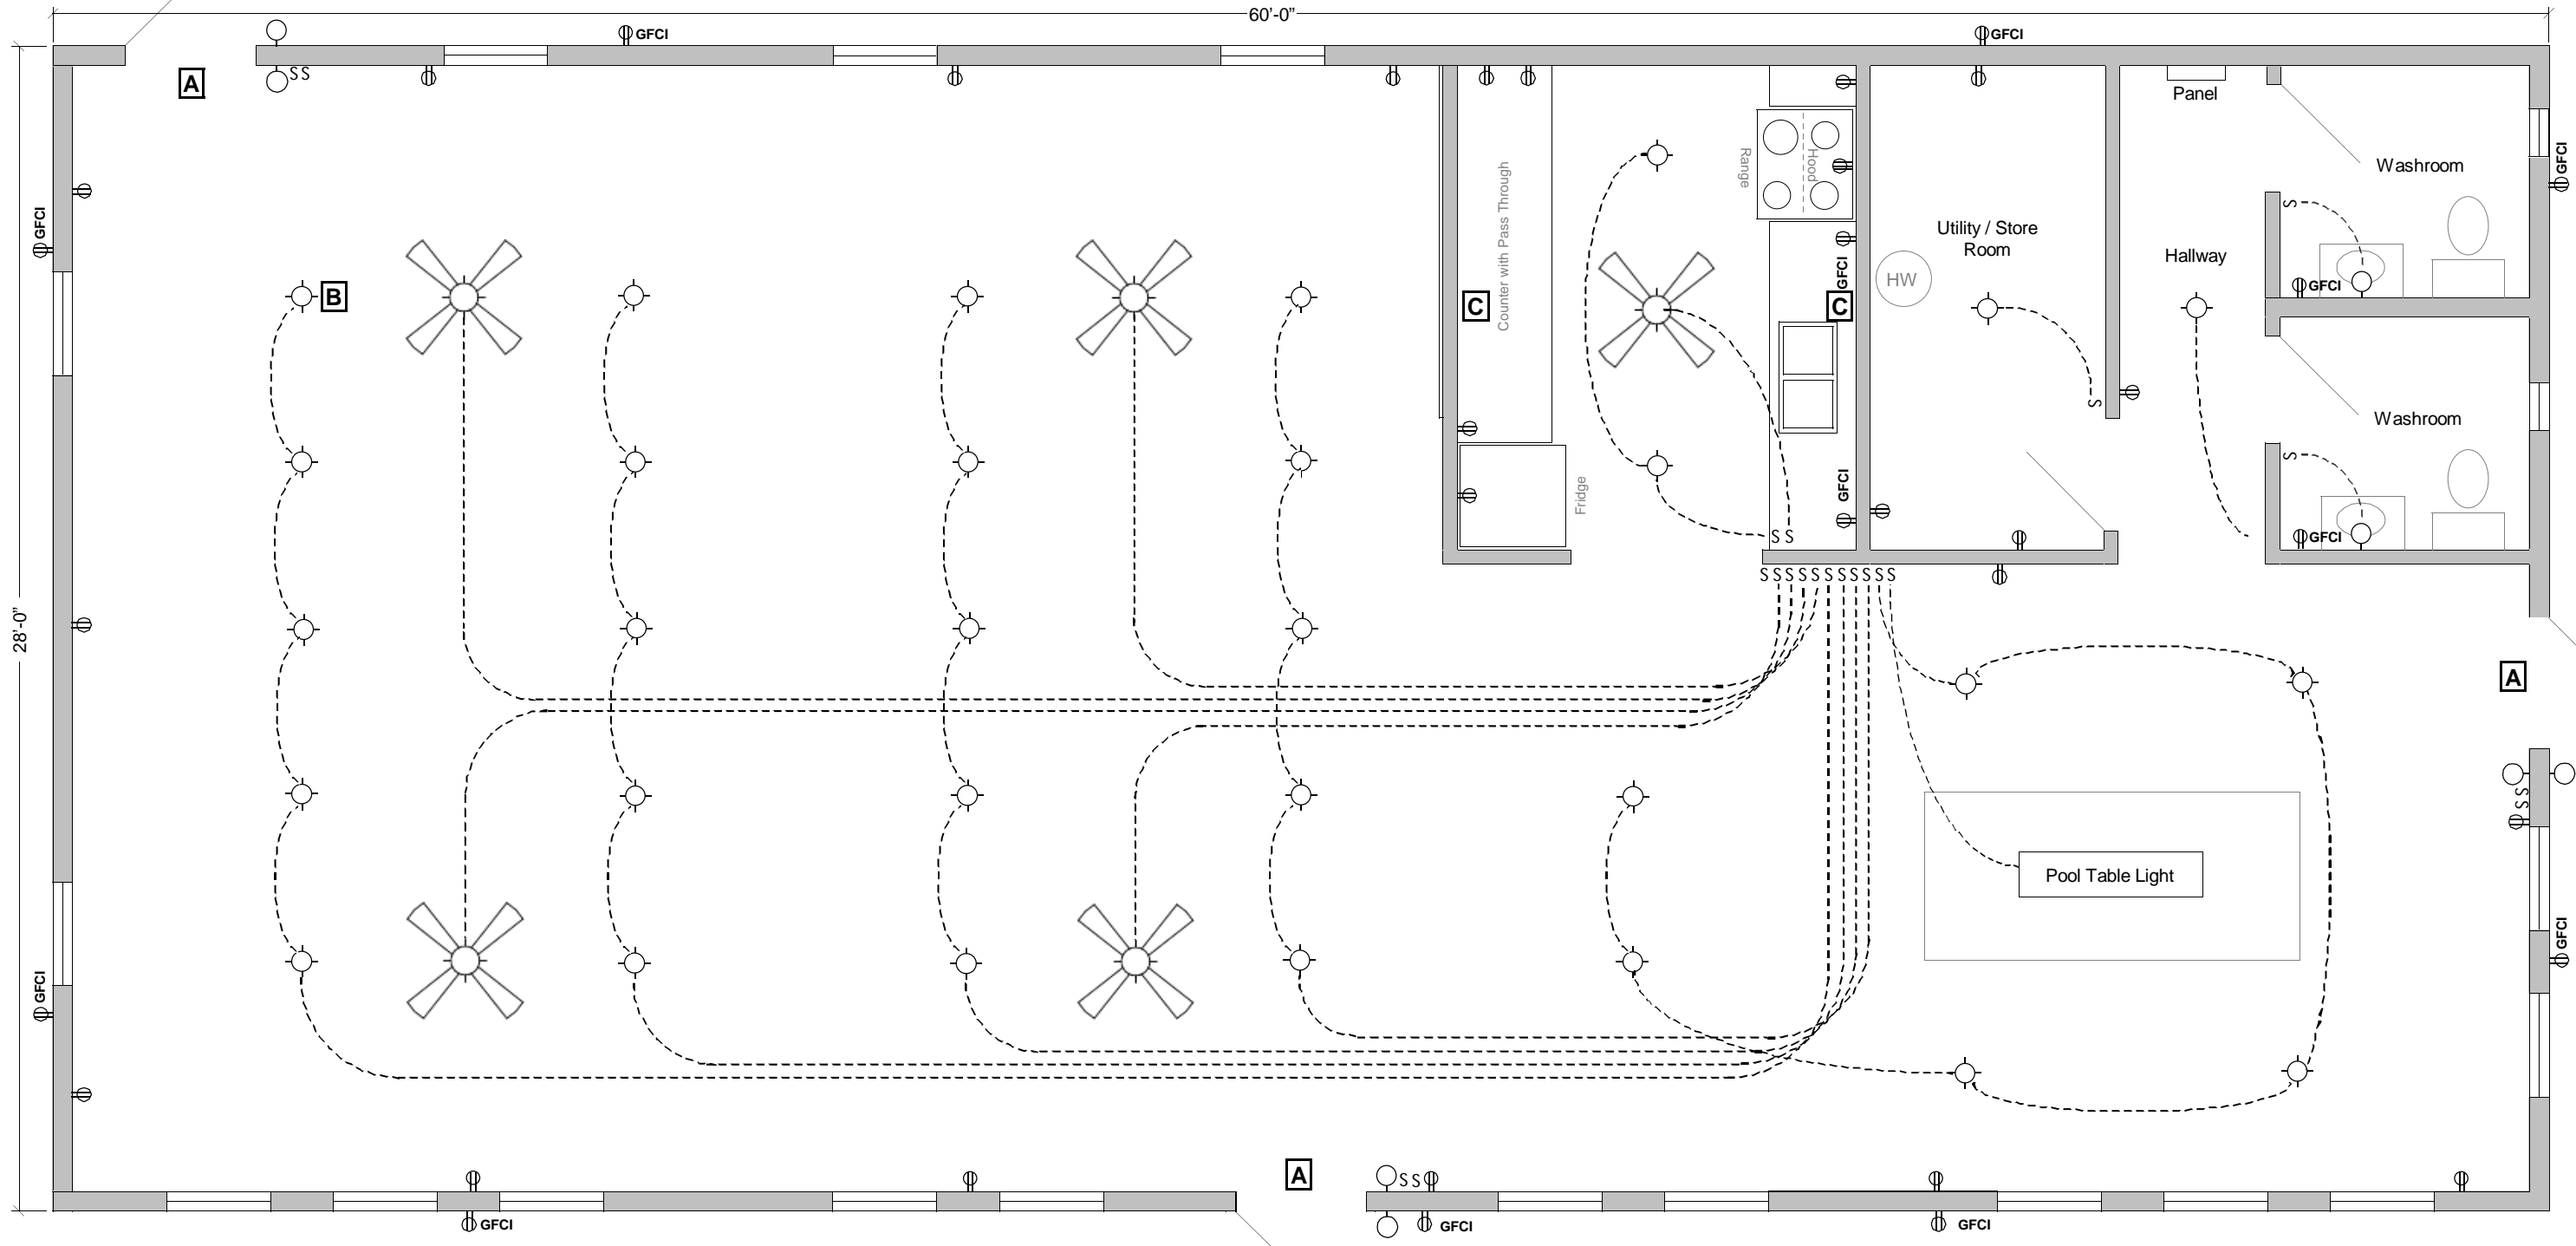 60'-0”
GFCI
GFCI
A
SS
Panel
Washroom
GFCI
Range
Hood
Counter with Pass Through
GFCI
S
Utility / Store
Room
Hallway
HW
GFCI
GFCI
B
C
C
S
Washroom
S
GFCI
Fridge
SS
GFCI
S S S S S S S S S S S
28'-0”
A
S
S
Pool Table Light
GFCI
GFCI
A
SS
GFCI
GFCI
GFCI